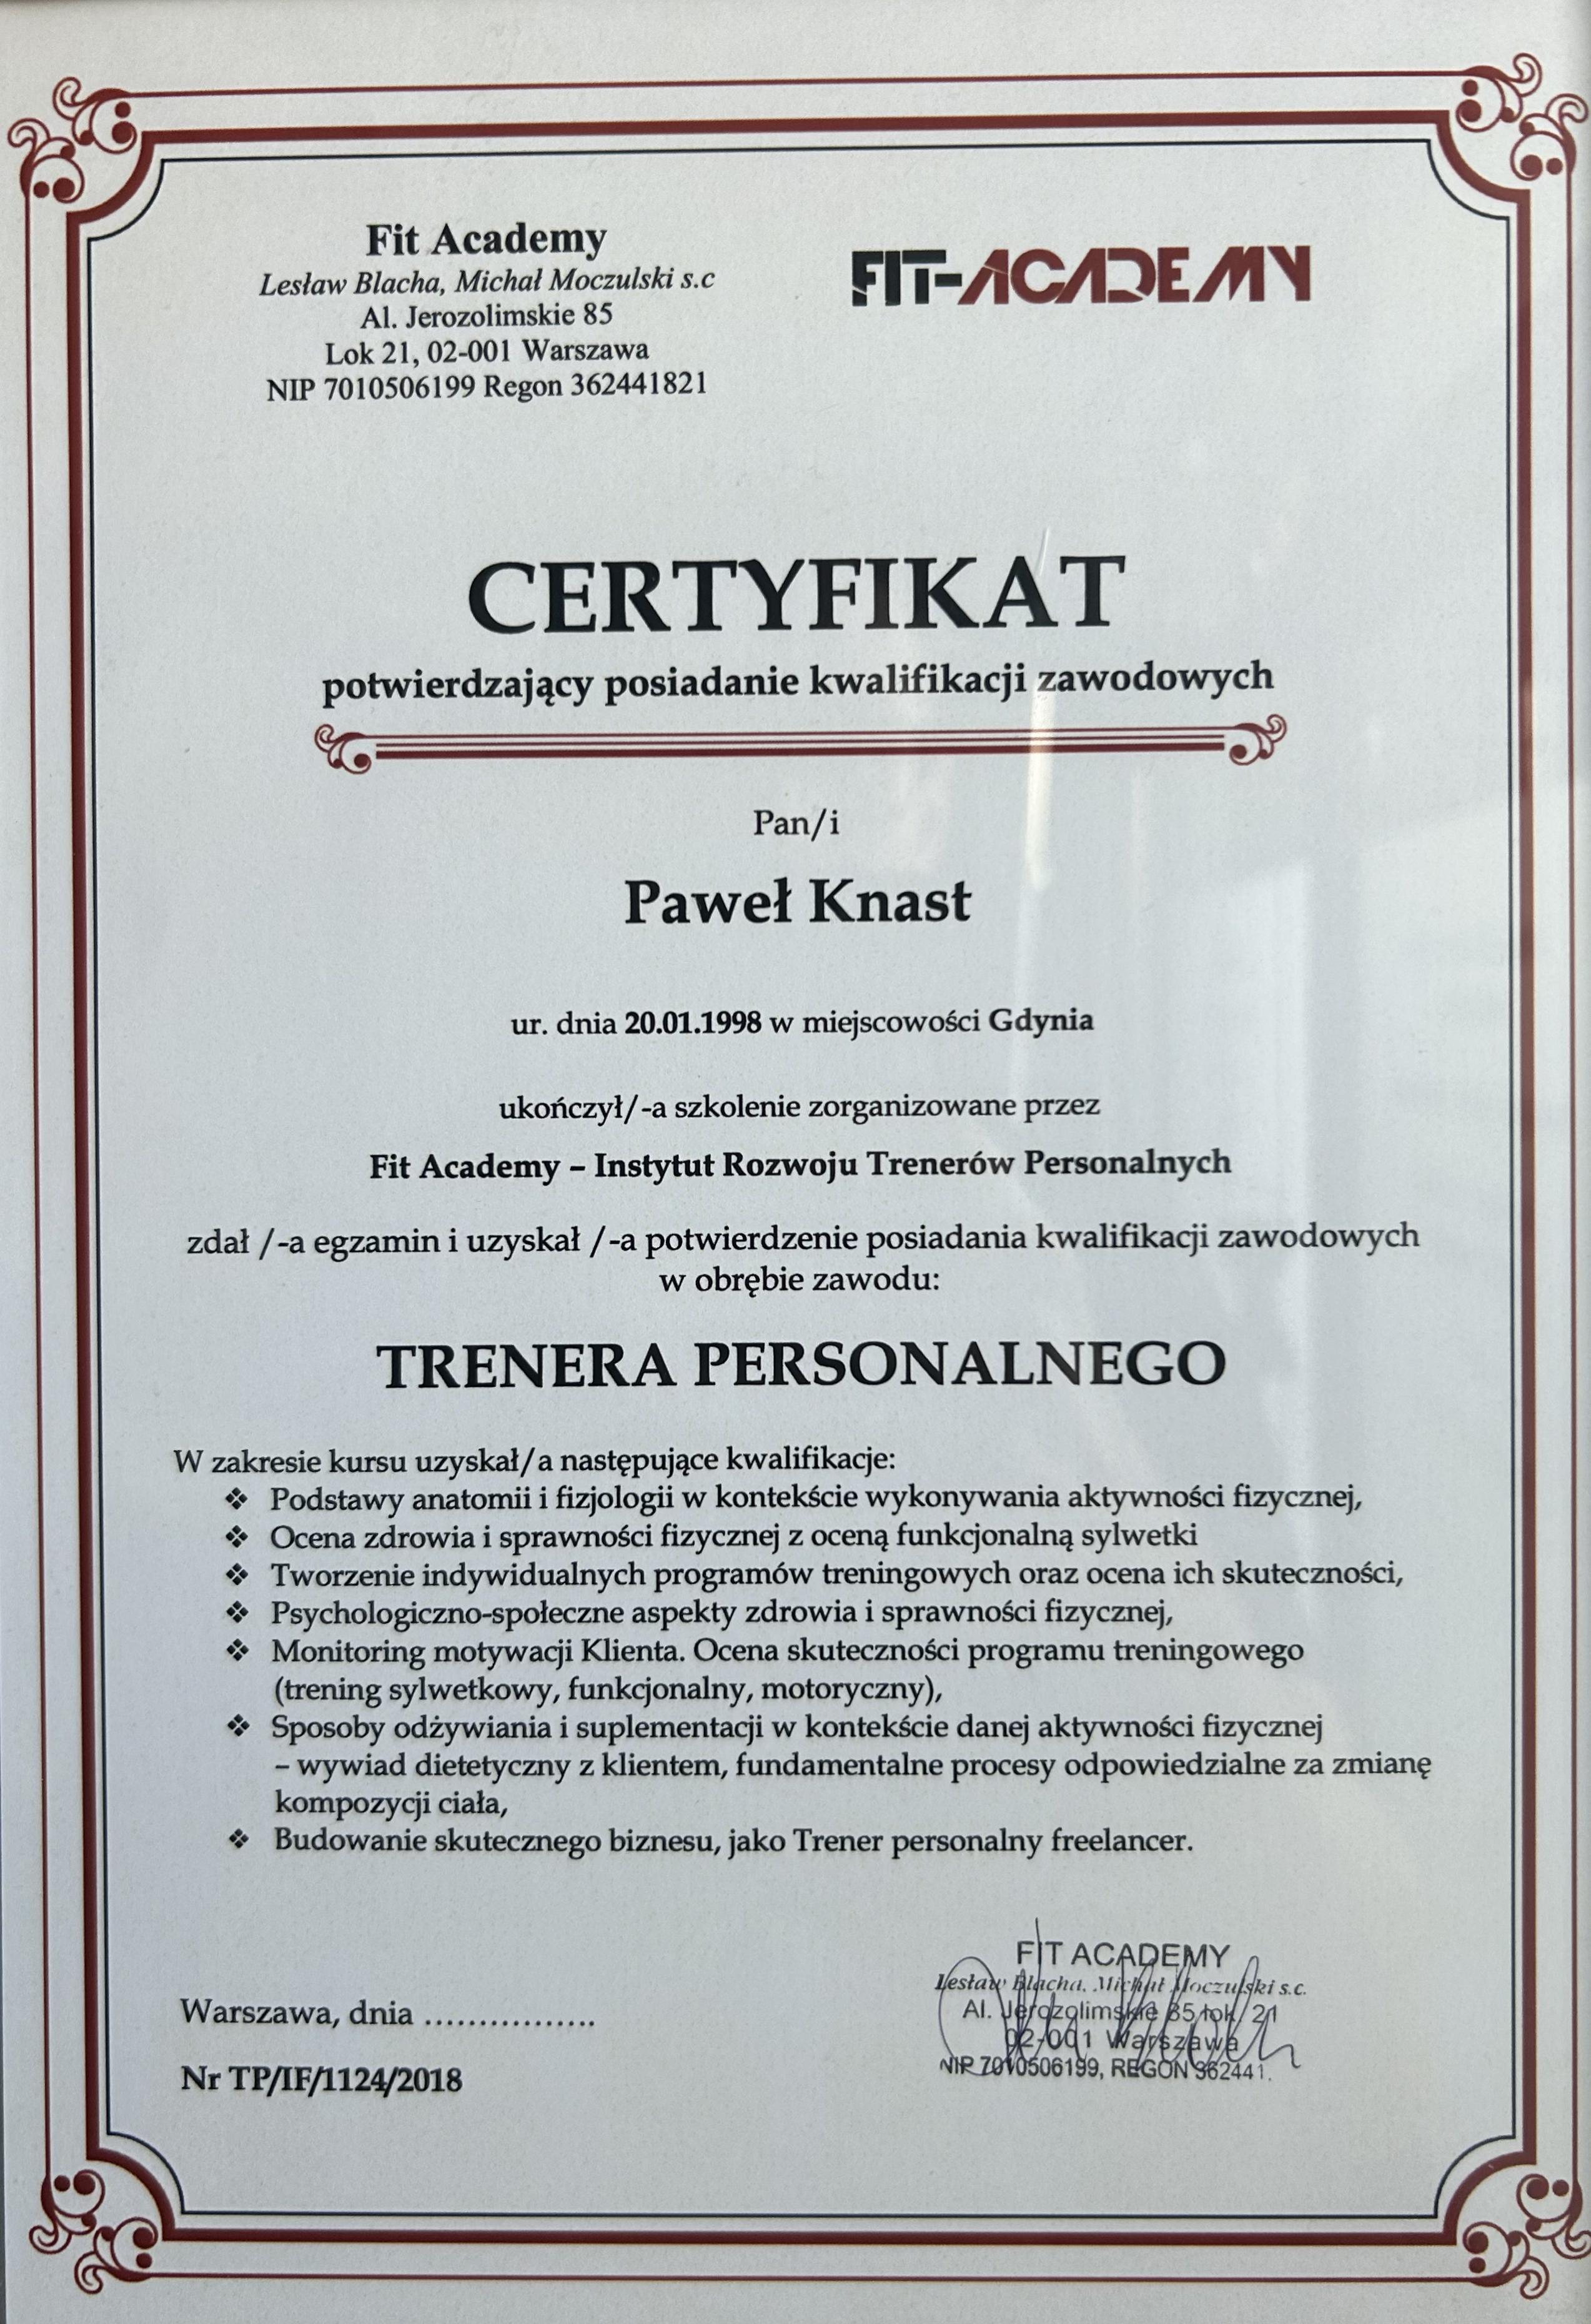 Fit Academy
Lesław Blacha, Michał Moczulski s.c
Al. Jerozolimskie 85
Lok 21, 02-001 Warszawa
NIP 7010506199 Regon 362441821
FIT-ACADEMY
CERTYFIKAT
potwierdzający posiadanie kwalifikacji zawodowych
Pan/i
Paweł Knast
ur. dnia 20.01.1998 w miejscowości Gdynia
ukończył/-a szkolenie zorganizowane przez
Fit Academy – Instytut Rozwoju Trenerów Personalnych
zdał /-a egzamin i uzyskał /-a potwierdzenie posiadania kwalifikacji zawodowych
w obrębie zawodu:
TRENERA PERSONALNEGO
W zakresie kursu uzyskał/a następujące kwalifikacje:
❖ Podstawy anatomii i fizjologii w kontekście wykonywania aktywności fizycznej,
❖ Ocena zdrowia i sprawności fizycznej z oceną funkcjonalną sylwetki
❖ Tworzenie indywidualnych programów treningowych oraz ocena ich skuteczności,
❖ Psychologiczno-społeczne aspekty zdrowia i sprawności fizycznej,
❖ Monitoring motywacji Klienta. Ocena skuteczności programu treningowego
(trening sylwetkowy, funkcjonalny, motoryczny),
❖ Sposoby odżywiania i suplementacji w kontekście danej aktywności fizycznej
– wywiad dietetyczny z klientem, fundamentalne procesy odpowiedzialne za zmianę
kompozycji ciała,
❖ Budowanie skutecznego biznesu, jako Trener personalny freelancer.
FIT ACADEMY
Lesław Blacha, Michał Moczulski s.c.
Al. Jerozolimskie 85 lok. 21
02-001 Warszawa
NIP 7010506199, REGON 362441.
Warszawa, dnia ................
Nr TP/IF/1124/2018